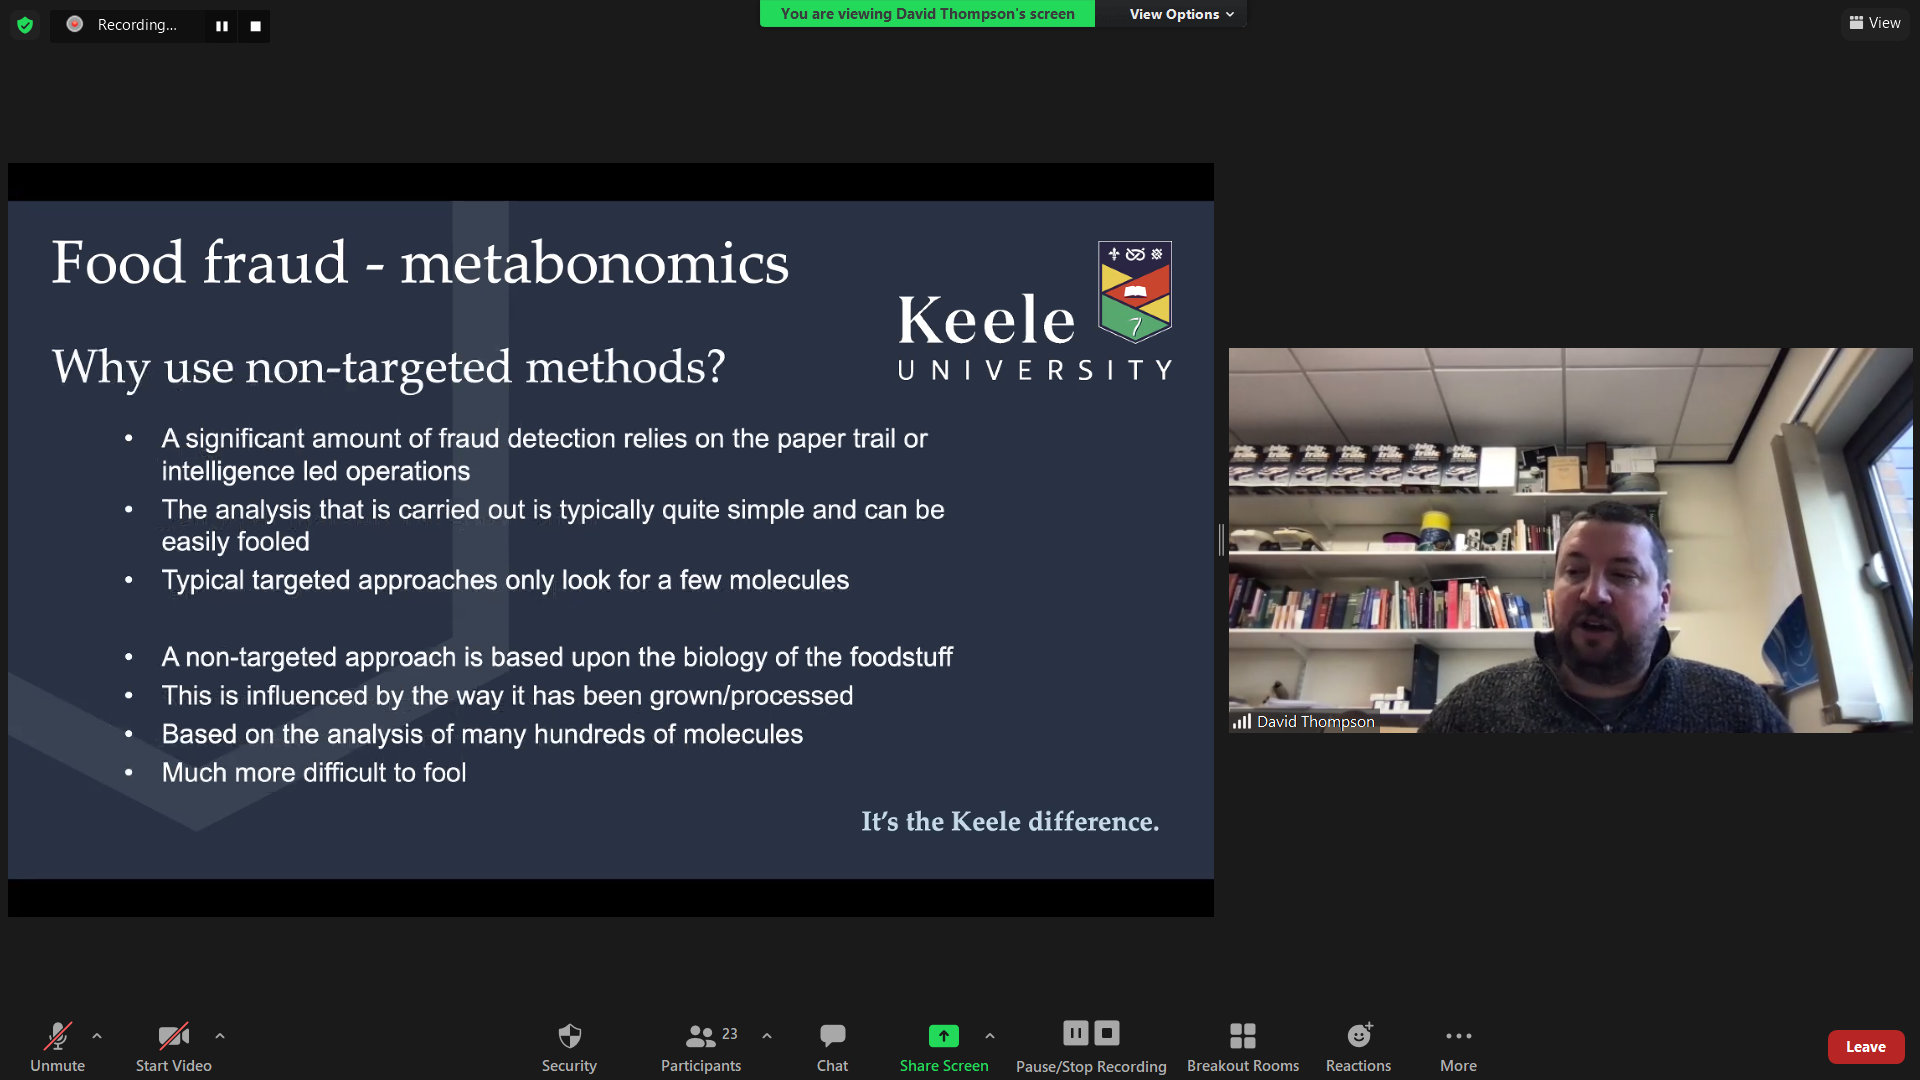 Recording...
You are viewing David Thompson's screen
View Options
View
Food fraud - metabonomics
Keele
UNIVERSITY
Why use non-targeted methods?
• A significant amount of fraud detection relies on the paper trail or
intelligence led operations
• The analysis that is carried out is typically quite simple and can be
easily fooled
• Typical targeted approaches only look for a few molecules
• A non-targeted approach is based upon the biology of the foodstuff
• This is influenced by the way it has been grown/processed
• Based on the analysis of many hundreds of molecules
• Much more difficult to fool
It's the Keele difference.
David Thompson
Unmute
Start Video
Security
23
Participants
Chat
Share Screen
Pause/Stop Recording
Breakout Rooms
Reactions
More
Leave